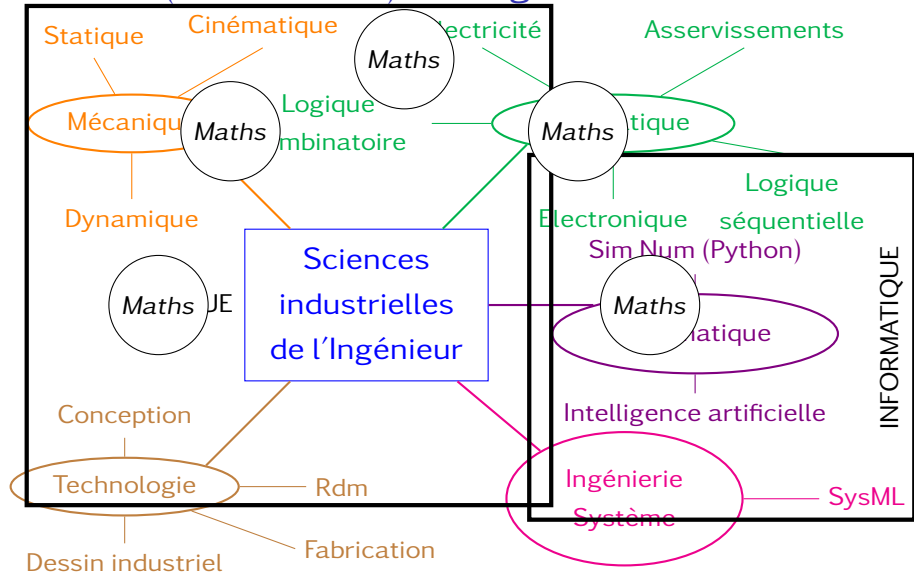 Statique
Cinématique
Maths
ectricité
Asservissements
Mécaniqu
Maths
Logique
mbinatoire
Maths
tique
Dynamique
Electronique
Logique
séquentielle
Sim Num (Python)
Sciences
industrielles
de l'Ingénieur
Maths
UE
Maths
atique
INFORMATIQUE
Intelligence artificielle
Conception
Technologie
Rdm
Ingénierie
Système
SysML
Fabrication
Dessin industriel